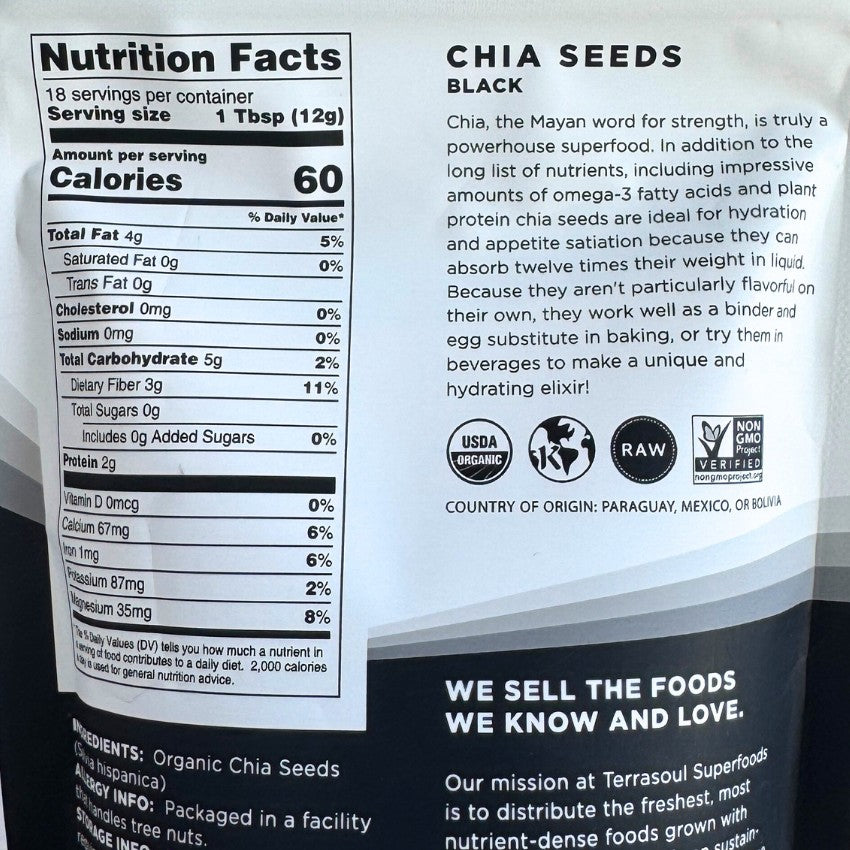 Nutrition Facts
18 servings per container
Serving size 1 Tbsp (12g)
Amount per serving
Calories 60
% Daily Value*
Total Fat 4g 5%
Saturated Fat 0g 0%
Trans Fat 0g
Cholesterol 0mg 0%
Sodium 0mg 0%
Total Carbohydrate 5g 2%
Dietary Fiber 3g 11%
Total Sugars 0g
Includes 0g Added Sugars 0%
Protein 2g
Vitamin D 0mcg 0%
Calcium 67mg 6%
Iron 1mg 6%
Potassium 87mg 2%
Magnesium 35mg 8%
*The % Daily Values (DV) tells you how much a nutrient in
a serving of food contributes to a daily diet. 2,000 calories
a day is used for general nutrition advice.
INGREDIENTS: Organic Chia Seeds
(Salvia hispanica)
ALLERGY INFO: Packaged in a facility
that handles tree nuts.
STORAGE INFO
CHIA SEEDS
BLACK
Chia, the Mayan word for strength, is truly a
powerhouse superfood. In addition to the
long list of nutrients, including impressive
amounts of omega-3 fatty acids and plant
protein chia seeds are ideal for hydration
and appetite satiation because they can
absorb twelve times their weight in liquid.
Because they aren't particularly flavorful on
their own, they work well as a binder and
egg substitute in baking, or try them in
beverages to make a unique and
hydrating elixir!
USDA
ORGANIC
K
RAW
NON
GMO
Project
VERIFIED
nongmoproject.org
COUNTRY OF ORIGIN: PARAGUAY, MEXICO, OR BOLIVIA
WE SELL THE FOODS
WE KNOW AND LOVE.
Our mission at Terrasoul Superfoods
is to distribute the freshest, most
nutrient-dense foods grown with
sustain-